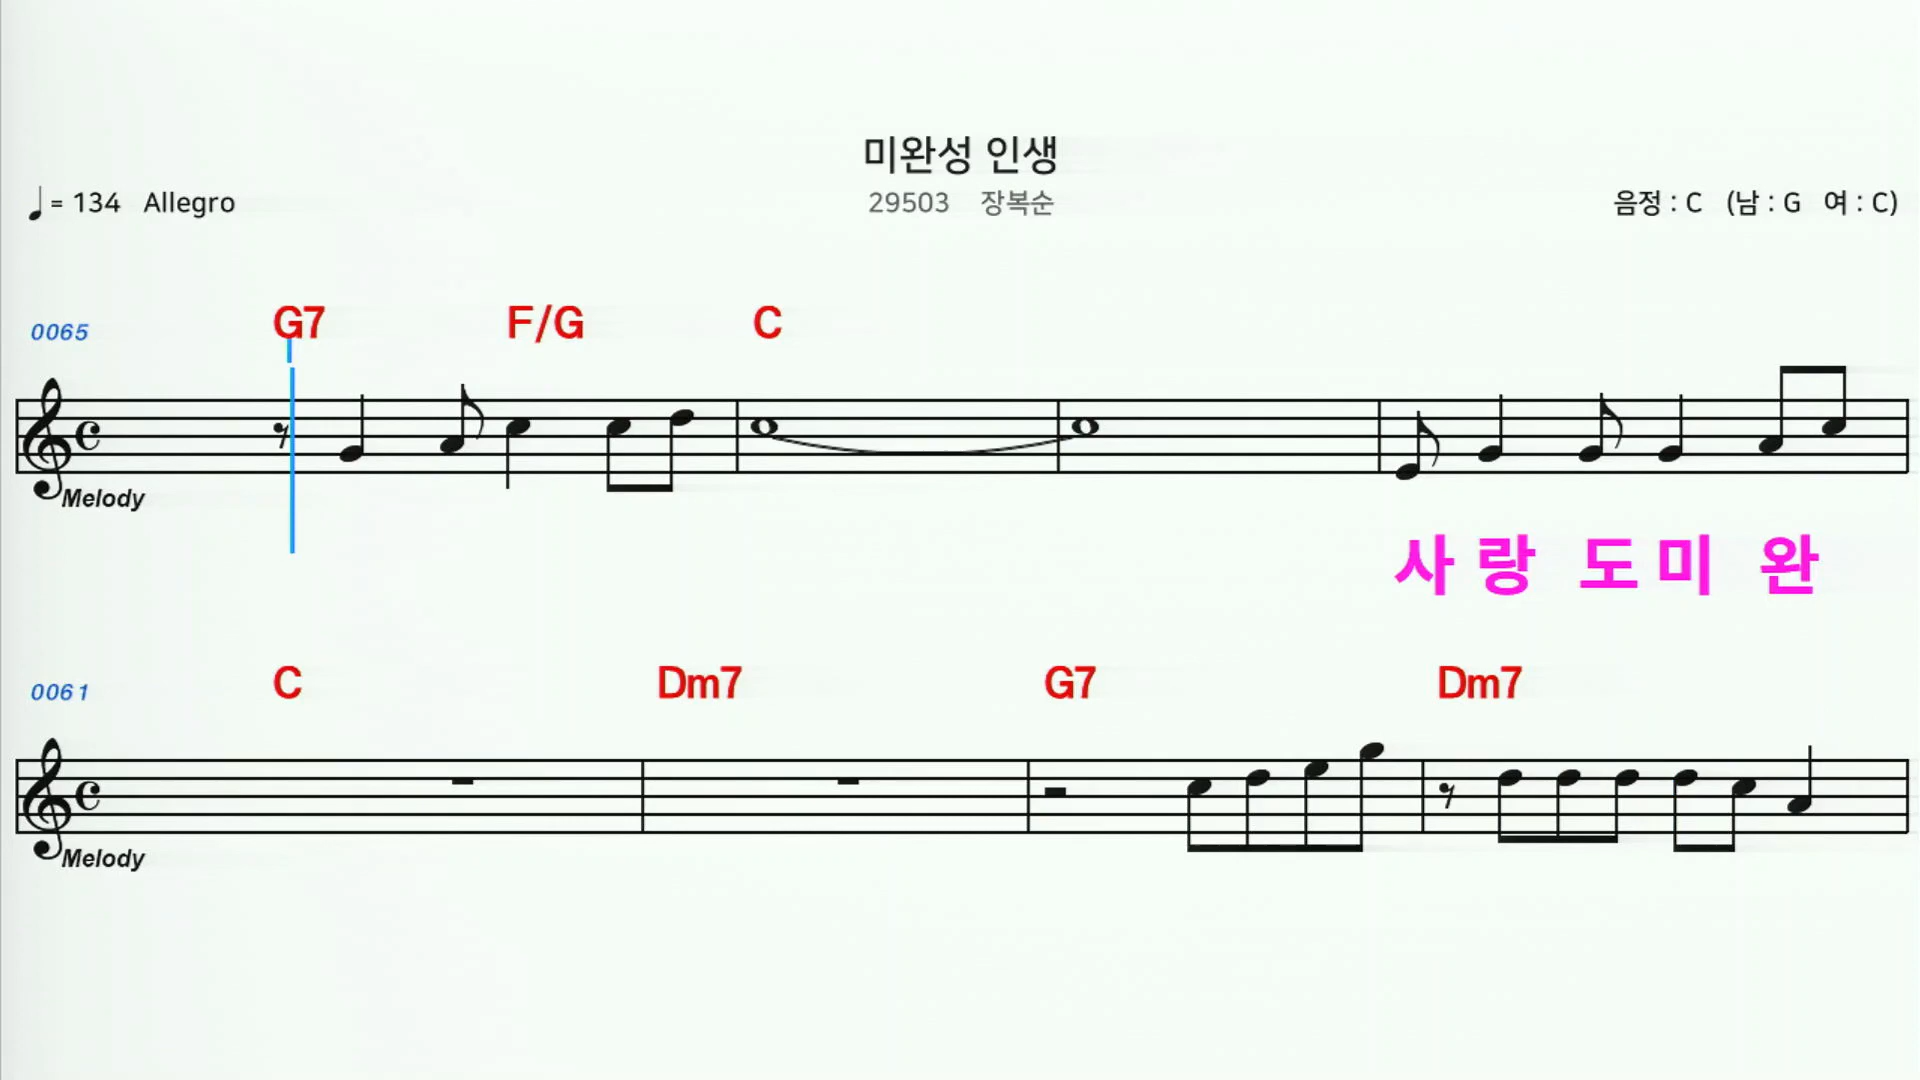 미완성 인생
♩ = 134 Allegro
29503 장복순
음정 : C (남 : G 여 : C)
0065
G7 F/G C
Melody
사 랑 도 미 완
0061
C Dm7 G7 Dm7
Melody